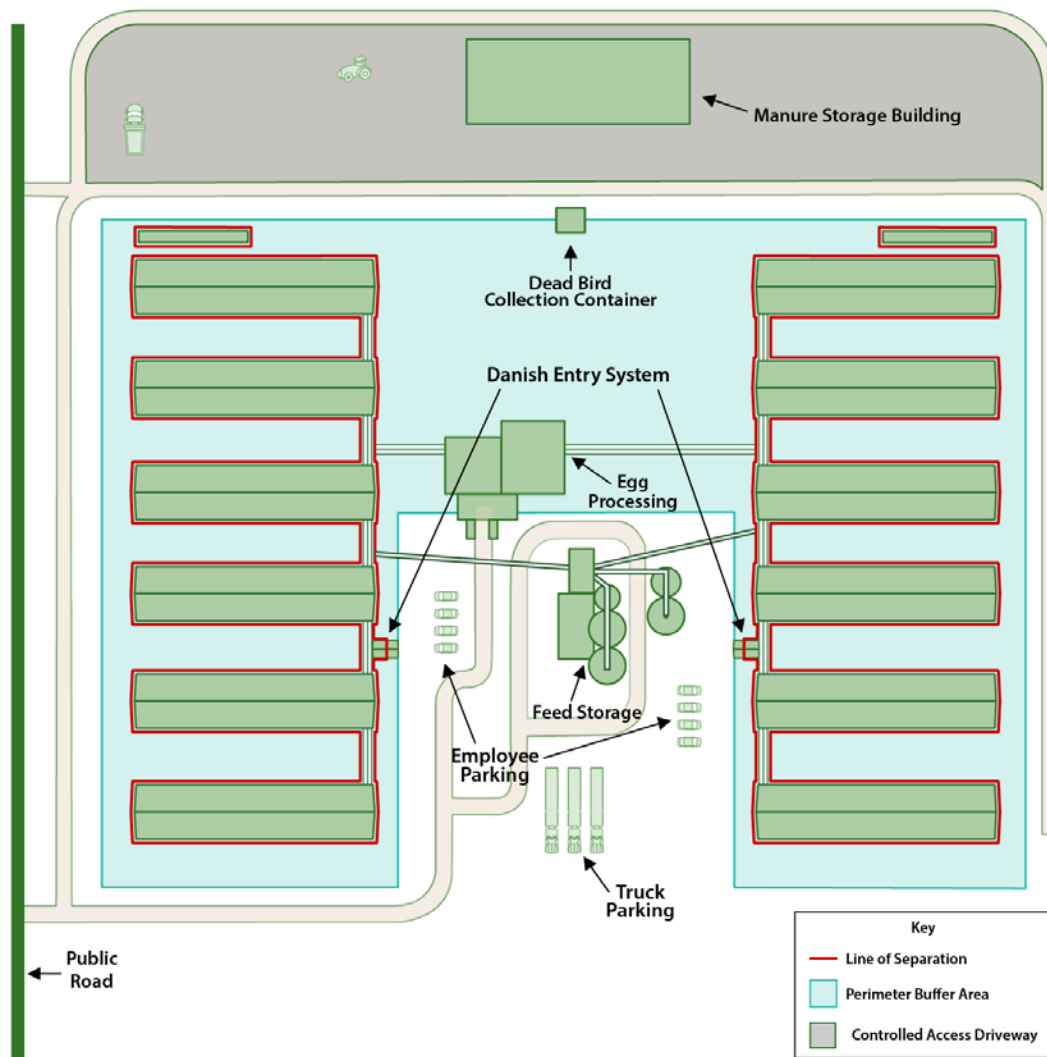 Manure Storage Building
Dead Bird
Collection Container
Danish Entry System
Egg
Processing
Feed Storage
Employee
Parking
Truck
Parking
Public
Road
Key
Line of Separation
Perimeter Buffer Area
Controlled Access Driveway